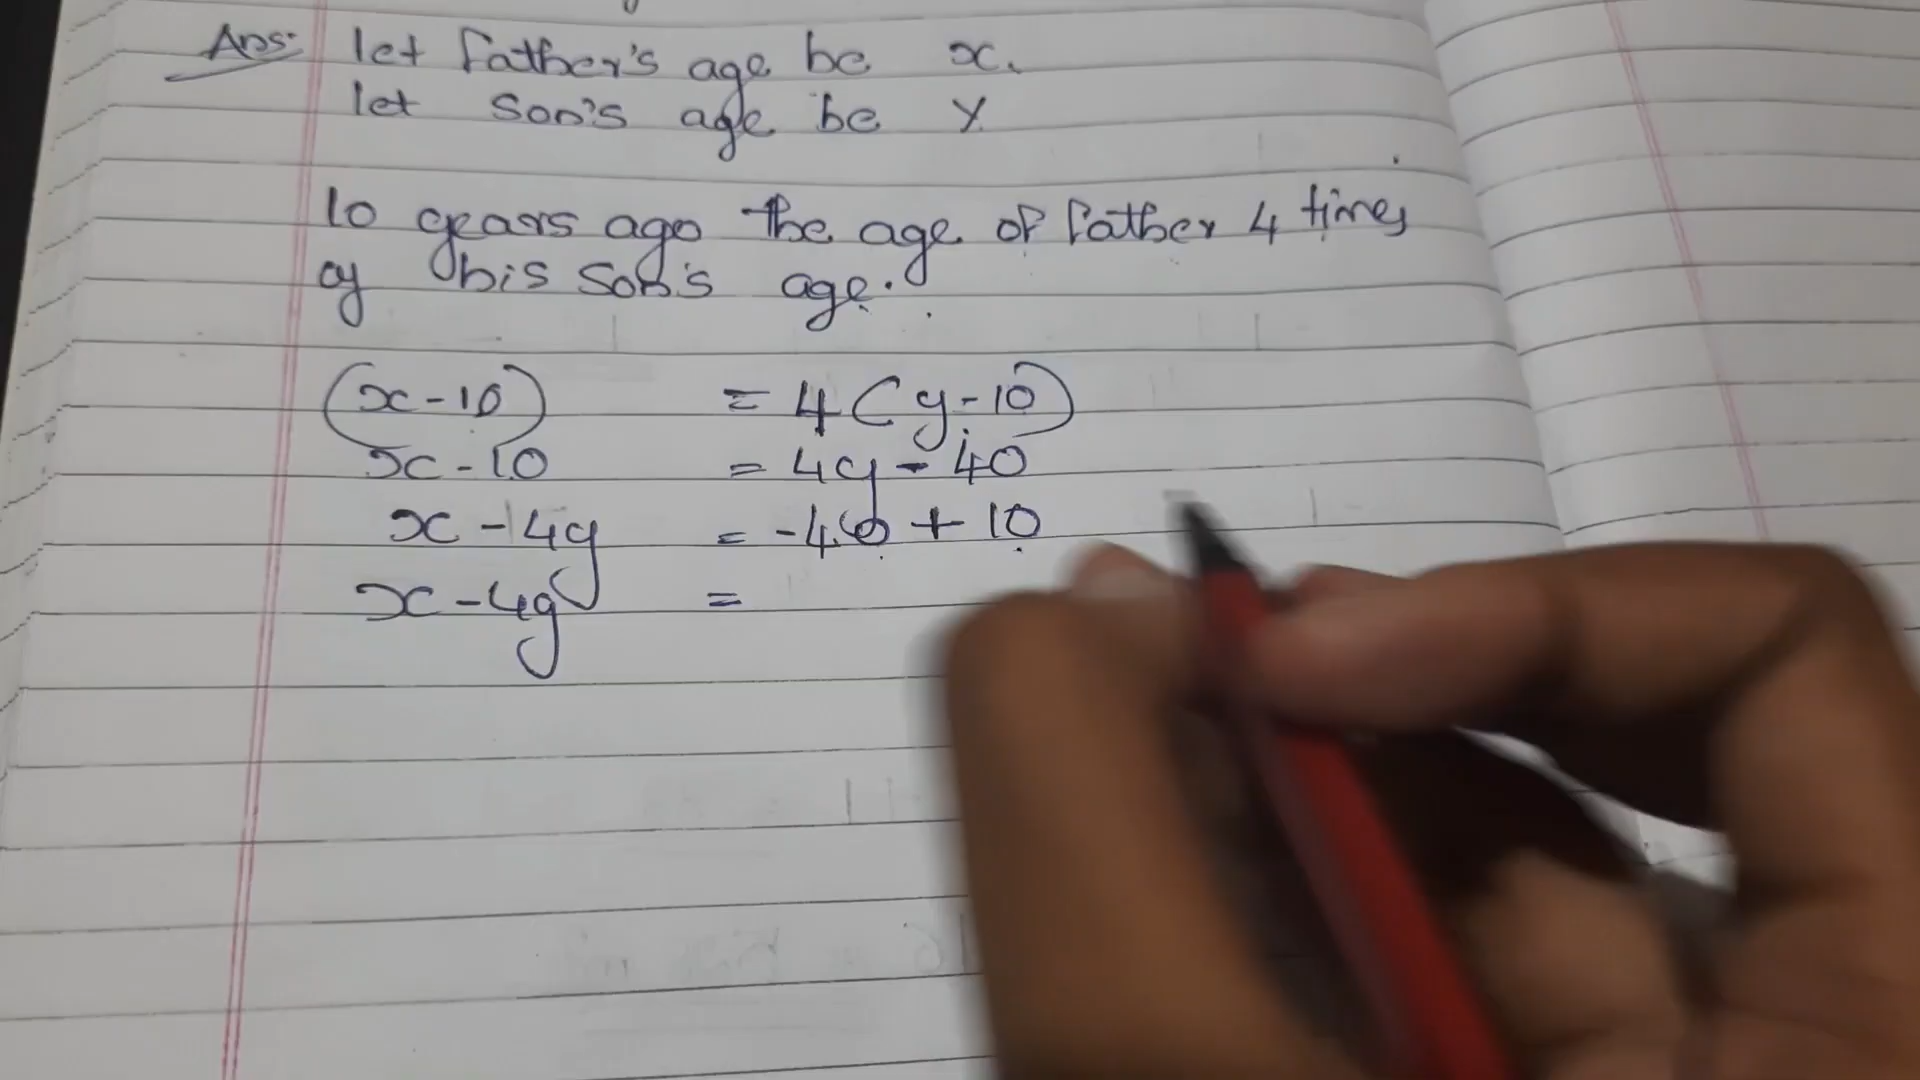 Ans: let father's age be x.
let son's age be y
10 years ago the age of father 4 times
of his son's age.
(x-10) = 4(y-10)
x-10 = 4y-40
x-4y = -40+10
x-4y =